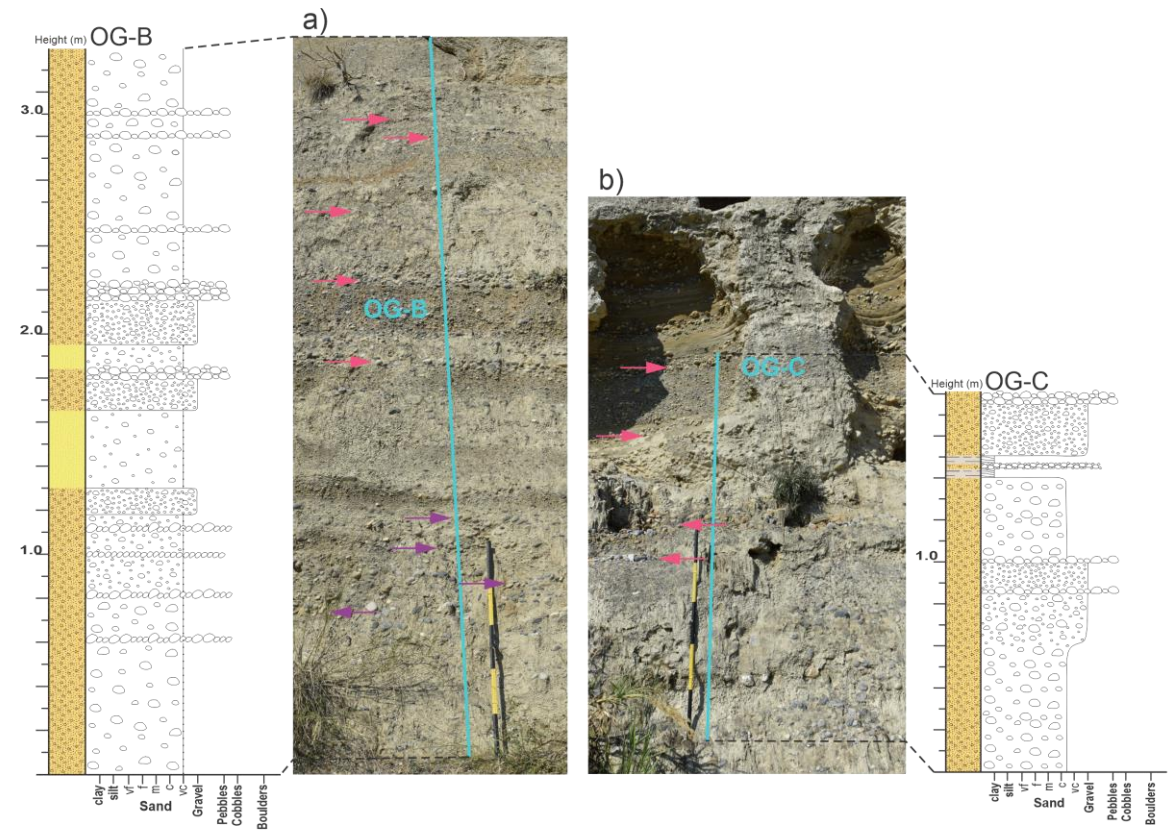 Height (m) OG-B
3.0
2.0
1.0
clay
silt
vf
f
m
c
vc
Sand
Gravel
Pebbles
Cobbles
Boulders
a)
OG-B
b)
OG-C
Height (m) OG-C
1.0
clay
silt
vf
f
m
c
vc
Sand
Gravel
Pebbles
Cobbles
Boulders